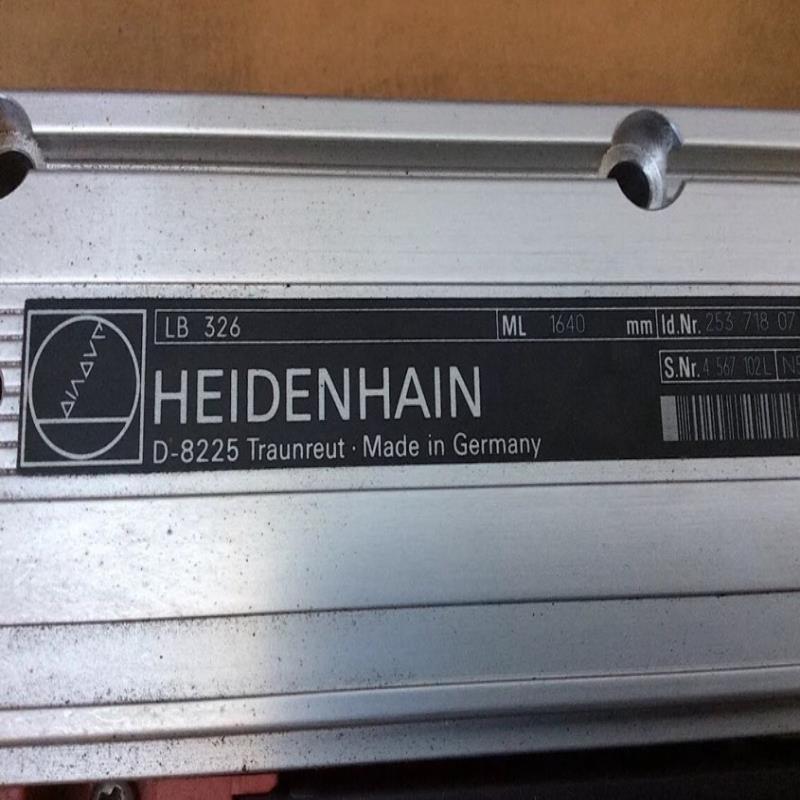 LB 326 ML 1640 mm Id.Nr. 253 718 07
S.Nr. 4 567 102L N5
HEIDENHAIN
D-8225 Traunreut · Made in Germany